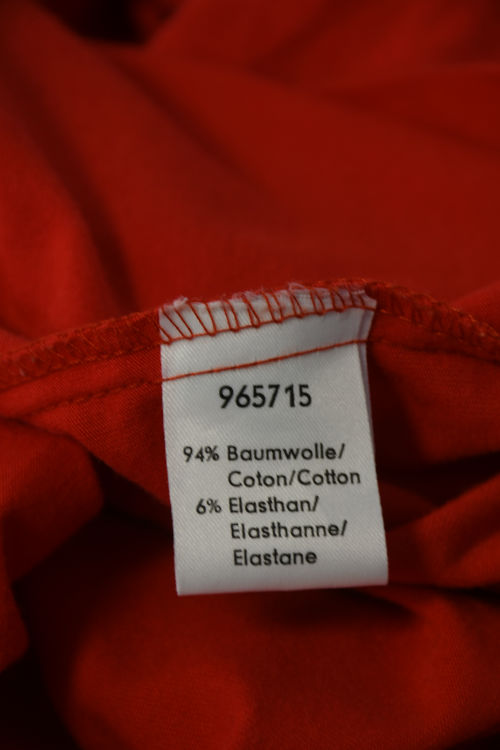 965715
94% Baumwolle/
Coton/Cotton
6% Elasthan/
Elasthanne/
Elastane